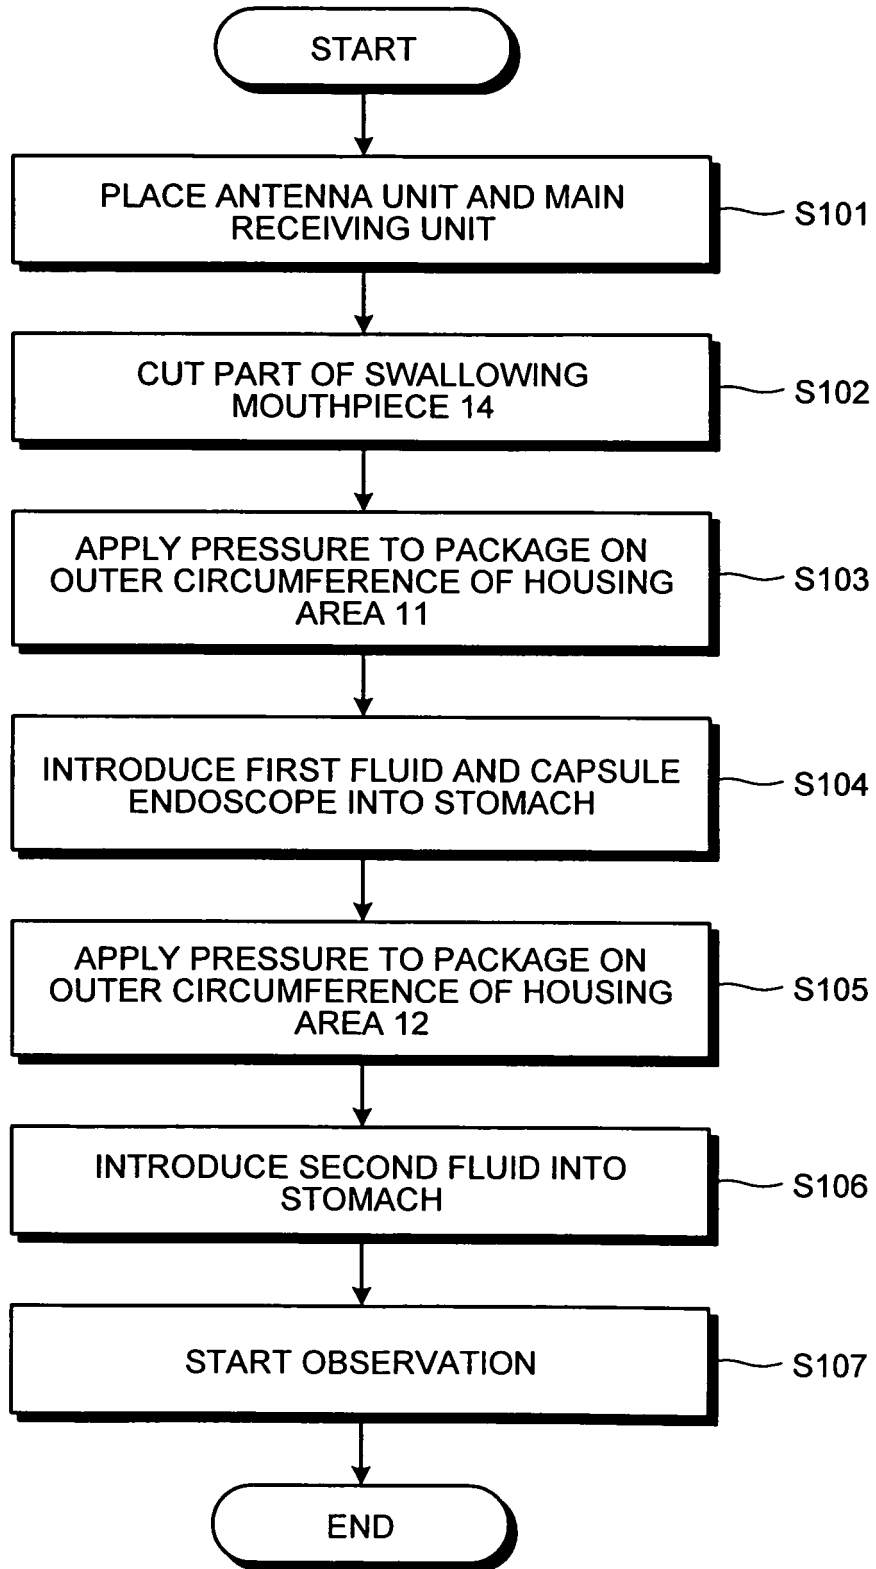 START
PLACE ANTENNA UNIT AND MAIN
RECEIVING UNIT
S101
CUT PART OF SWALLOWING
MOUTHPIECE 14
S102
APPLY PRESSURE TO PACKAGE ON
OUTER CIRCUMFERENCE OF HOUSING
AREA 11
S103
INTRODUCE FIRST FLUID AND CAPSULE
ENDOSCOPE INTO STOMACH
S104
APPLY PRESSURE TO PACKAGE ON
OUTER CIRCUMFERENCE OF HOUSING
AREA 12
S105
INTRODUCE SECOND FLUID INTO
STOMACH
S106
START OBSERVATION
S107
END